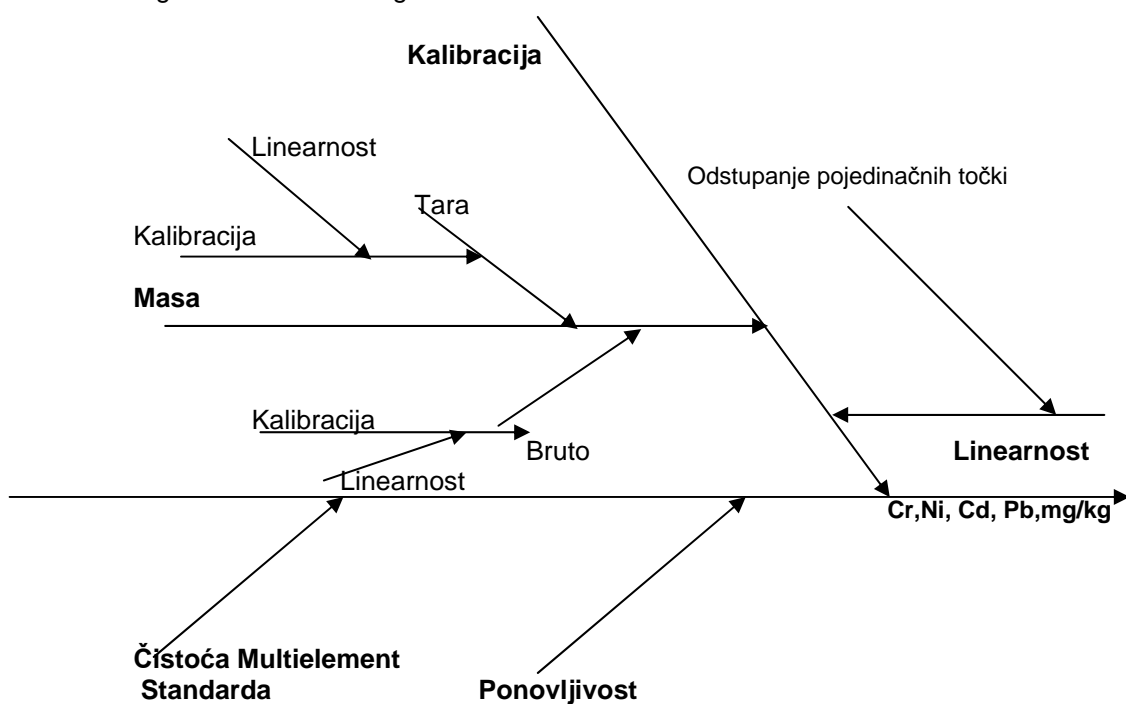 Kalibracija
Linearnost
Odstupanje pojedinačnih točki
Tara
Kalibracija
Masa
Kalibracija
Bruto
Linearnost
Linearnost
Cr,Ni, Cd, Pb,mg/kg
Čistoća Multielement
Standarda
Ponovljivost